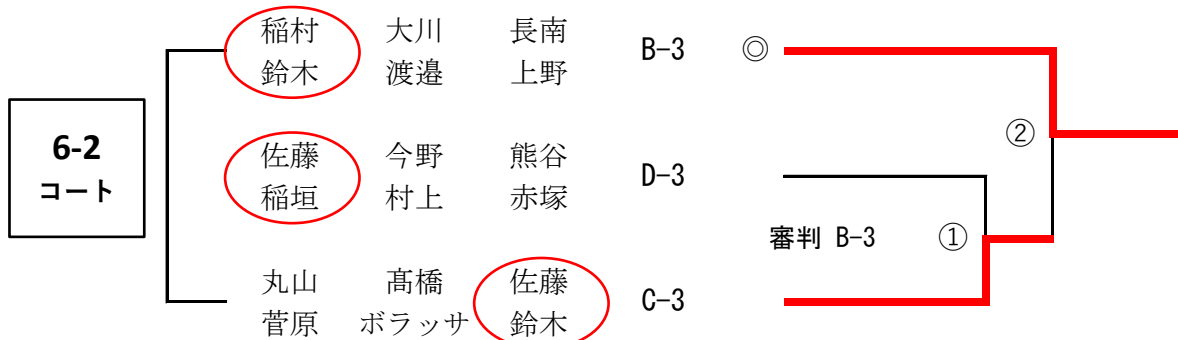 6-2
コート
稲村 大川 長南
鈴木 渡邉 上野
B-3 ◎
②
佐藤 今野 熊谷
稲垣 村上 赤塚
D-3
審判 B-3 ①
丸山 髙橋 佐藤
菅原 ボラッサ 鈴木
C-3